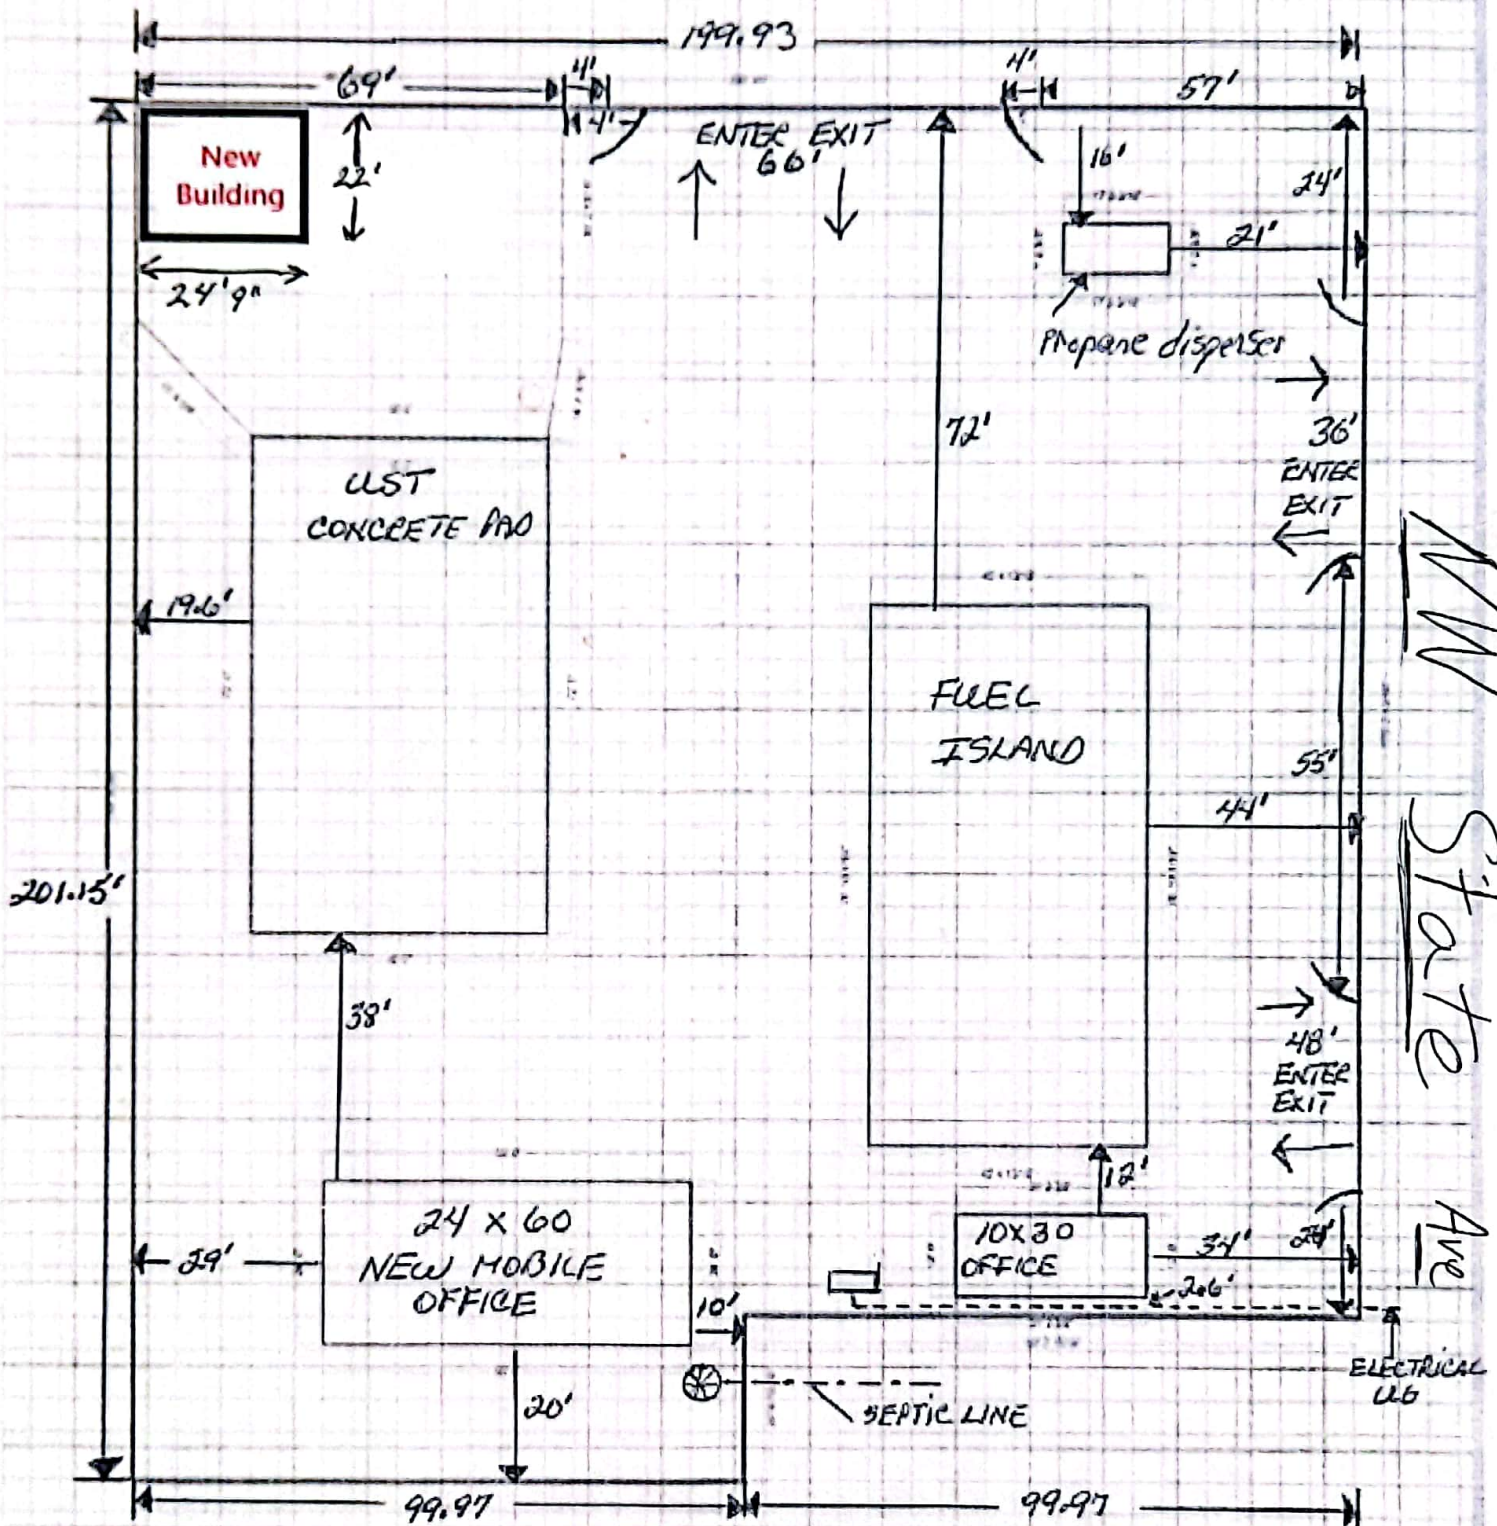 199.93
69'
4'
4'
57'
4'
ENTER EXIT
66'
New
Building
22'
24'9"
16'
24'
21'
Propane disperser
72'
36'
ENTER
EXIT
UST
CONCRETE PAD
19.6'
NW State Ave
FUEL
ISLAND
55'
44'
201.15'
38'
48'
ENTER
EXIT
12'
24 X 60
NEW MOBILE
OFFICE
29'
10X30
OFFICE
34'
24'
2.6'
10'
20'
SEPTIC LINE
ELECTRICAL
UG
99.97
99.97